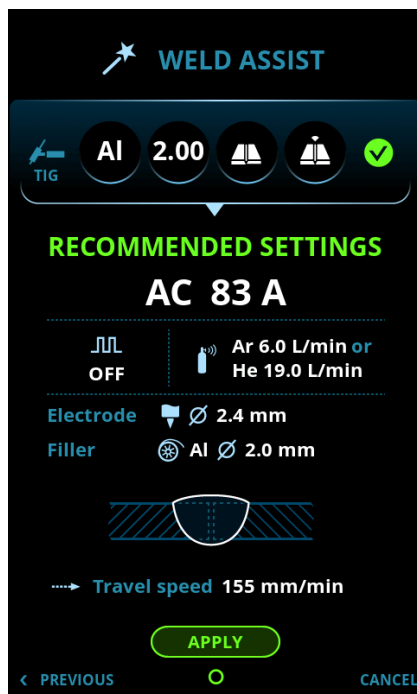 WELD ASSIST
TIG
Al 2.00
RECOMMENDED SETTINGS
AC 83 A
OFF
Ar 6.0 L/min or
He 19.0 L/min
Electrode Ø 2.4 mm
Filler Al Ø 2.0 mm
Travel speed 155 mm/min
APPLY
‹ PREVIOUS
CANCEL